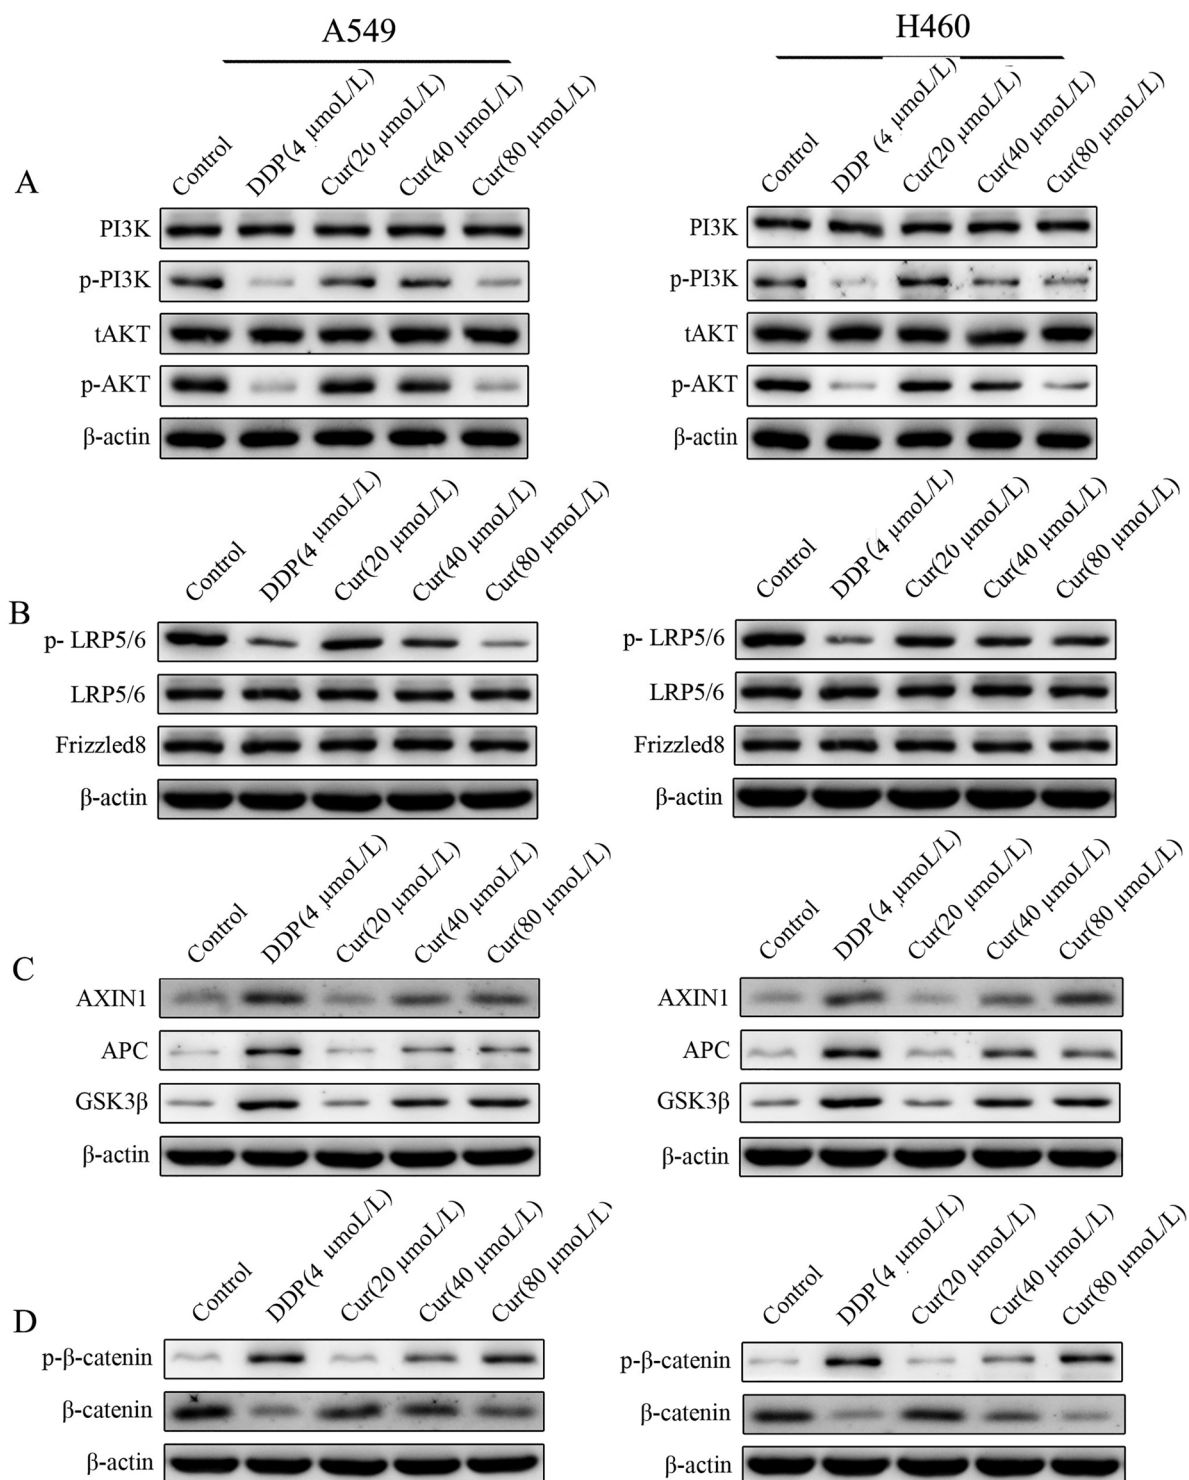 A549 H460
Control DDP(4 μmoL/L) Cur(20 μmoL/L) Cur(40 μmoL/L) Cur(80 μmoL/L) Control DDP (4 μmoL/L) Cur(20 μmoL/L) Cur(40 μmoL/L) Cur(80 μmoL/L)
A
PI3K PI3K
p-PI3K p-PI3K
tAKT tAKT
p-AKT p-AKT
β-actin β-actin
Control DDP(4 μmoL/L) Cur(20 μmoL/L) Cur(40 μmoL/L) Cur(80 μmoL/L) Control DDP(4 μmoL/L) Cur(20 μmoL/L) Cur(40 μmoL/L) Cur(80 μmoL/L)
B
p- LRP5/6 p- LRP5/6
LRP5/6 LRP5/6
Frizzled8 Frizzled8
β-actin β-actin
Control DDP(4 μmoL/L) Cur(20 μmoL/L) Cur(40 μmoL/L) Cur(80 μmoL/L) Control DDP(4 μmoL/L) Cur(20 μmoL/L) Cur(40 μmoL/L) Cur(80 μmoL/L)
C
AXIN1 AXIN1
APC APC
GSK3β GSK3β
β-actin β-actin
Control DDP(4 μmoL/L) Cur(20 μmoL/L) Cur(40 μmoL/L) Cur(80 μmoL/L) Control DDP(4 μmoL/L) Cur(20 μmoL/L) Cur(40 μmoL/L) Cur(80 μmoL/L)
D
p-β-catenin p-β-catenin
β-catenin β-catenin
β-actin β-actin